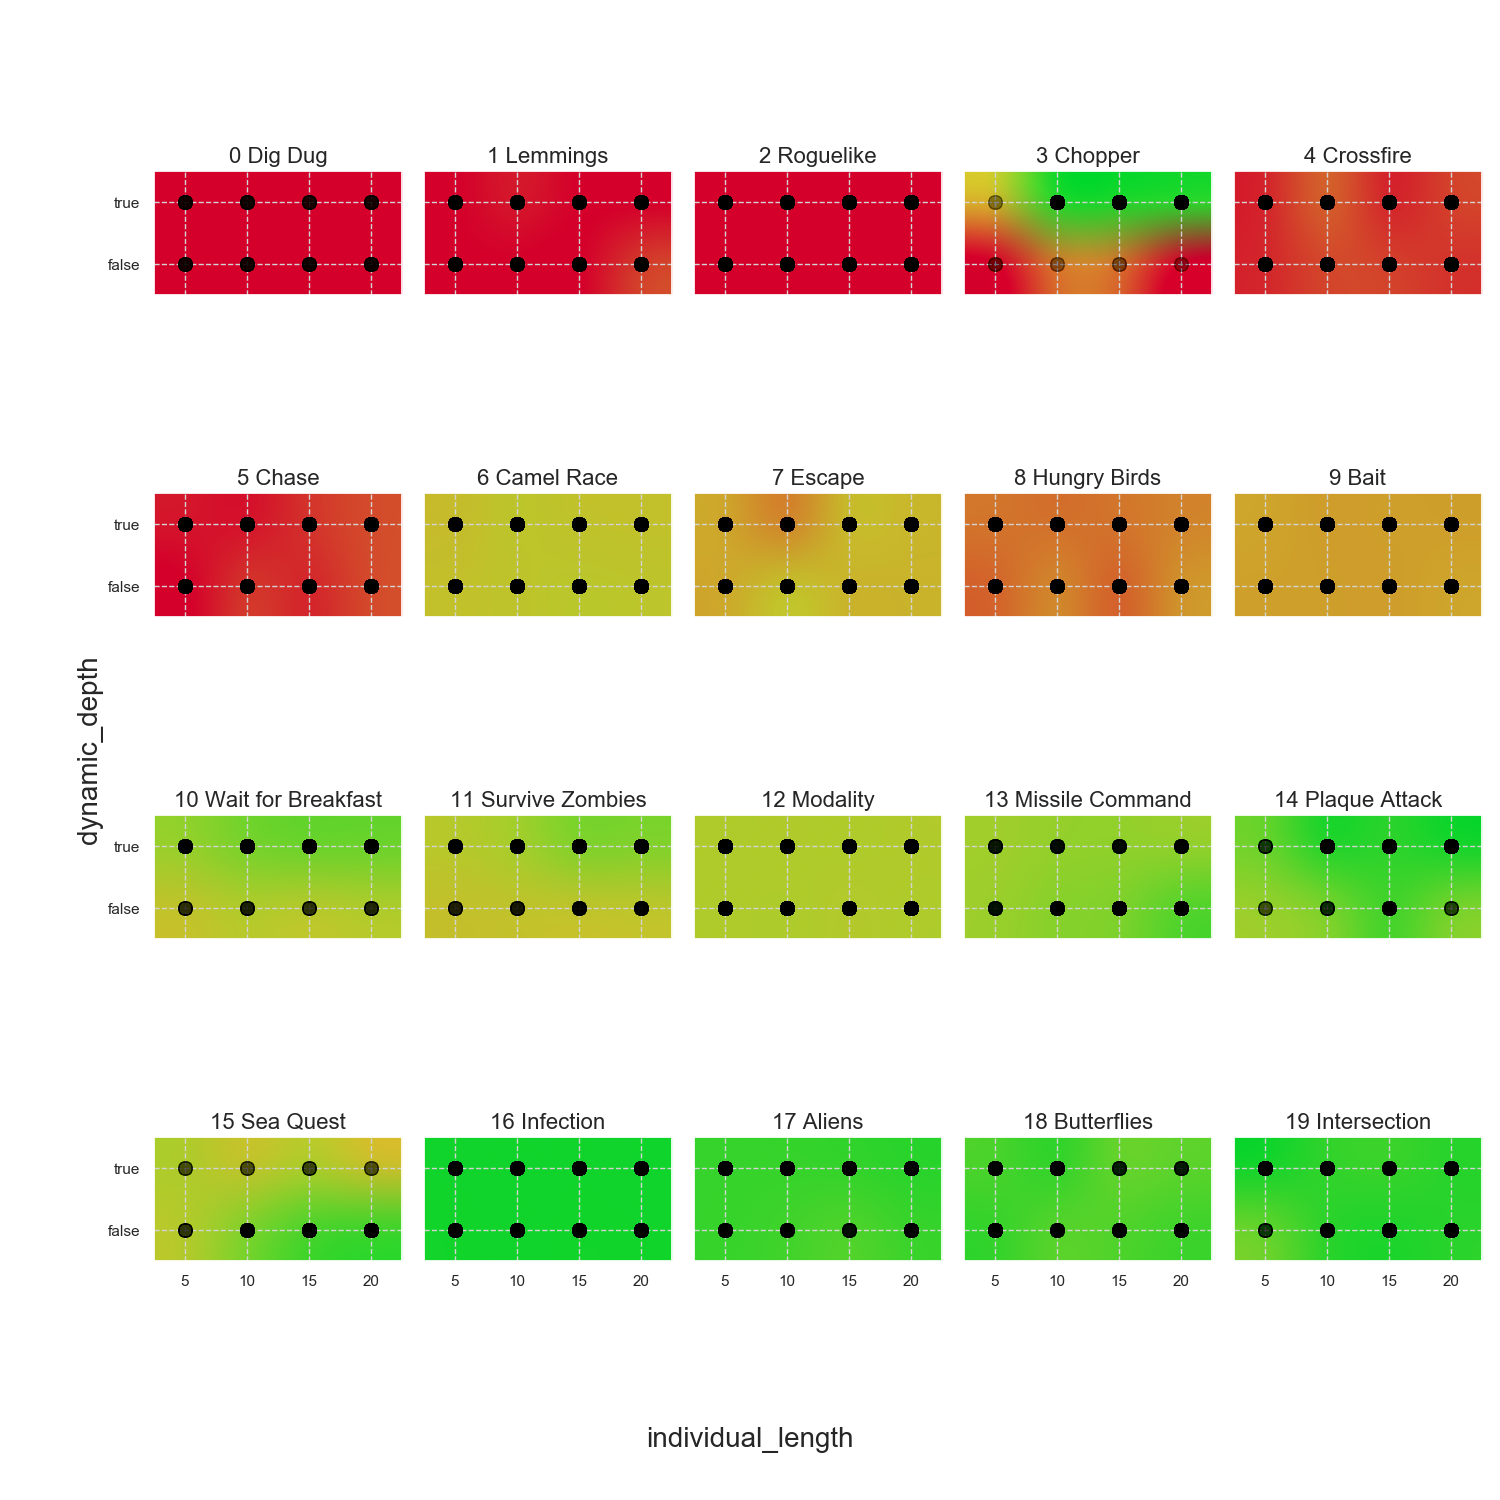 0 Dig Dug
1 Lemmings
2 Roguelike
3 Chopper
4 Crossfire
true
false
5 Chase
6 Camel Race
7 Escape
8 Hungry Birds
9 Bait
true
false
dynamic_depth
10 Wait for Breakfast
11 Survive Zombies
12 Modality
13 Missile Command
14 Plaque Attack
true
false
15 Sea Quest
16 Infection
17 Aliens
18 Butterflies
19 Intersection
true
false
5 10 15 20
5 10 15 20
5 10 15 20
5 10 15 20
5 10 15 20
individual_length